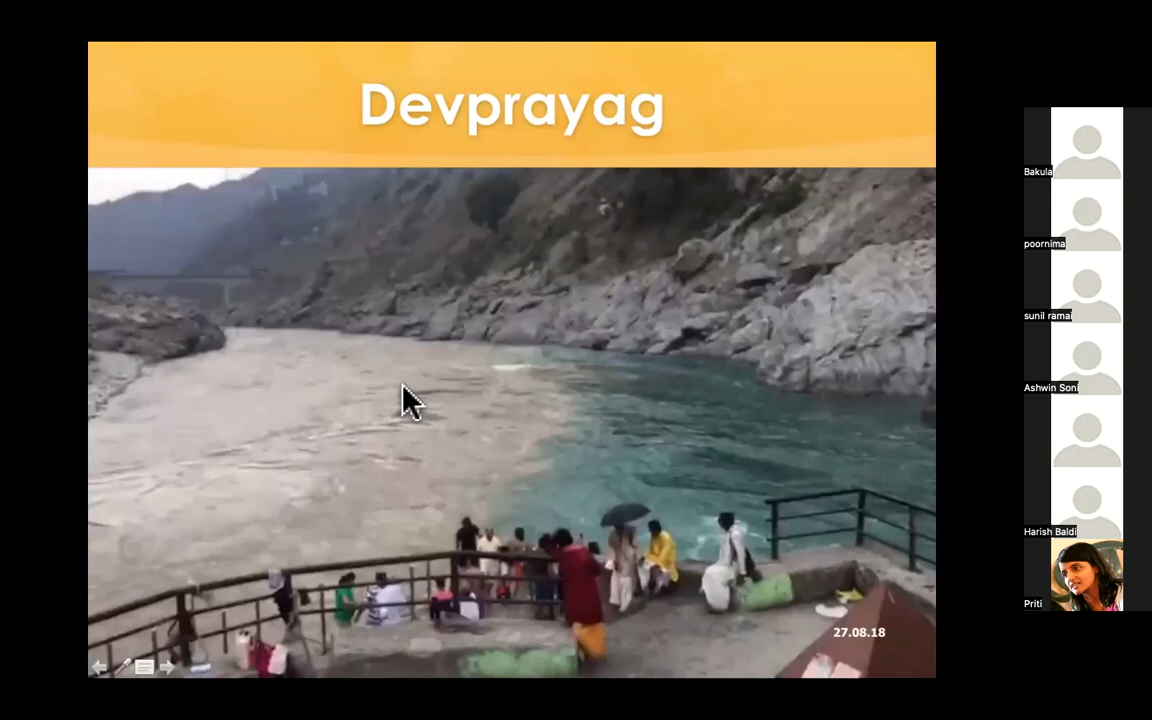 Devprayag
Bakula
poornima
sunil ramai
Ashwin Soni
Harish Baldi
Priti
27.08.18